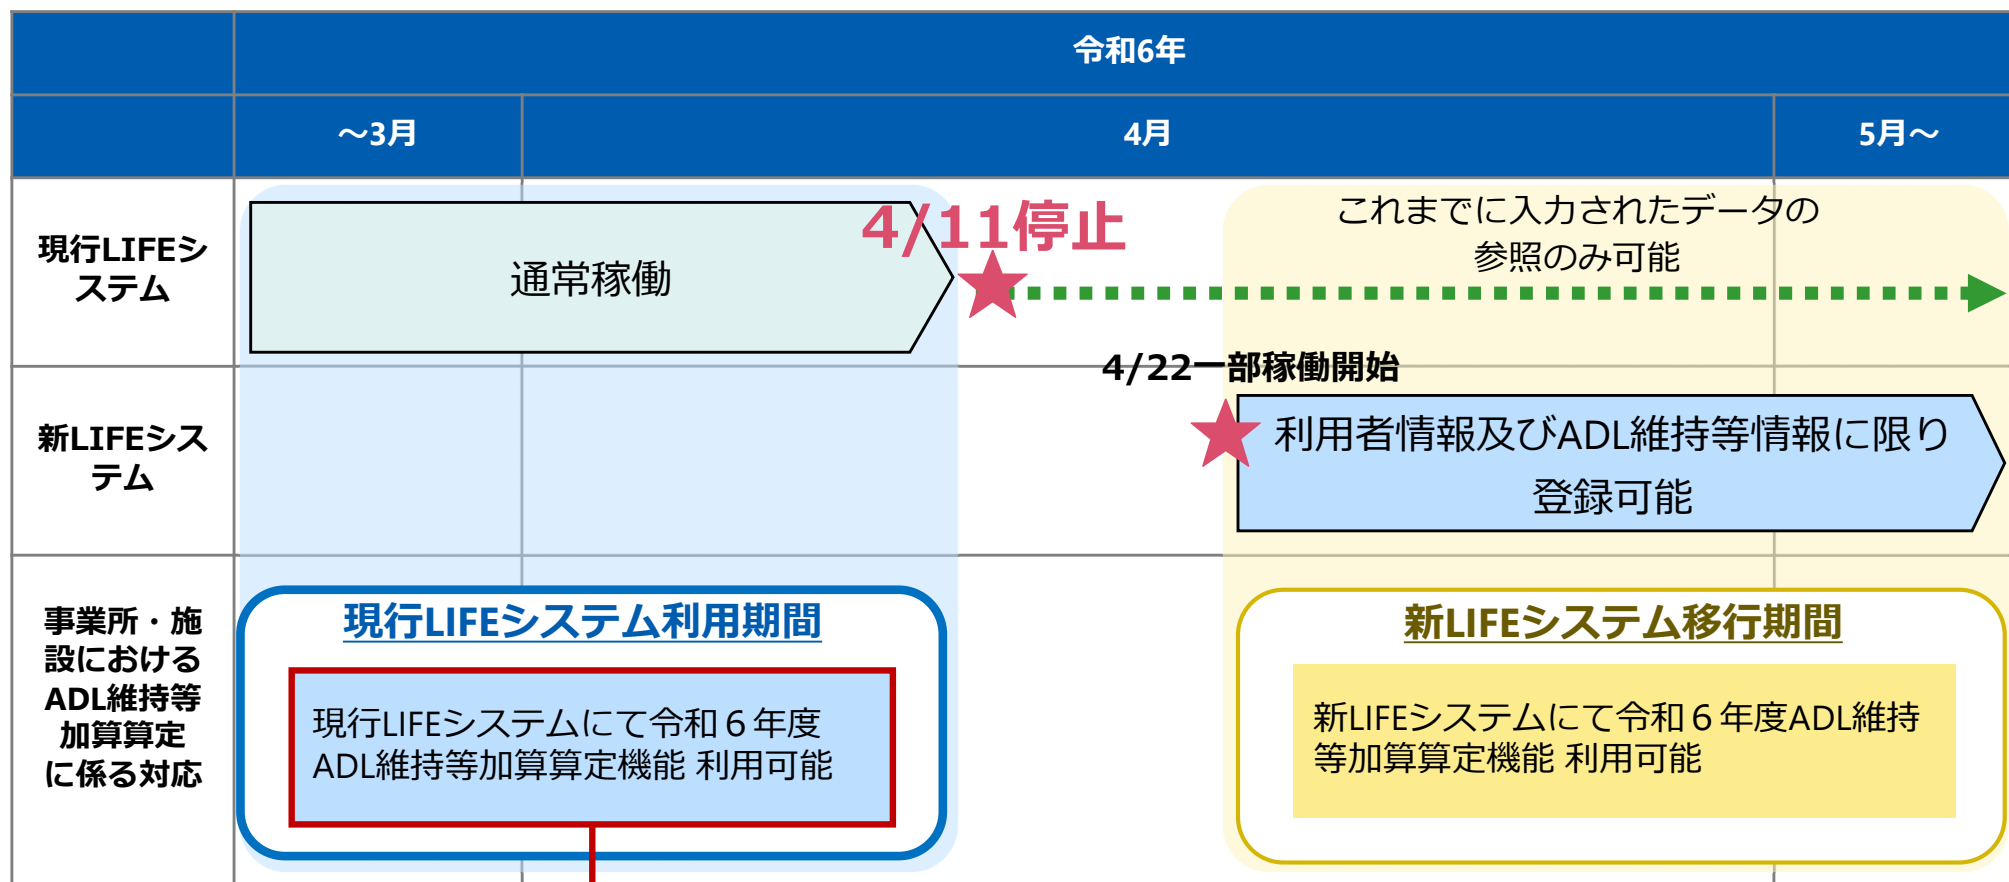 令和6年
～3月
4月
5月～
現行LIFEシ
ステム
通常稼働
4/11停止
これまでに入力されたデータの
参照のみ可能
新LIFEシス
テム
4/22一部稼働開始
利用者情報及びADL維持等情報に限り
登録可能
事業所・施
設における
ADL維持等
加算算定
に係る対応
現行LIFEシステム利用期間
現行LIFEシステムにて令和６年度
ADL維持等加算算定機能 利用可能
新LIFEシステム移行期間
新LIFEシステムにて令和６年度ADL維持
等加算算定機能 利用可能